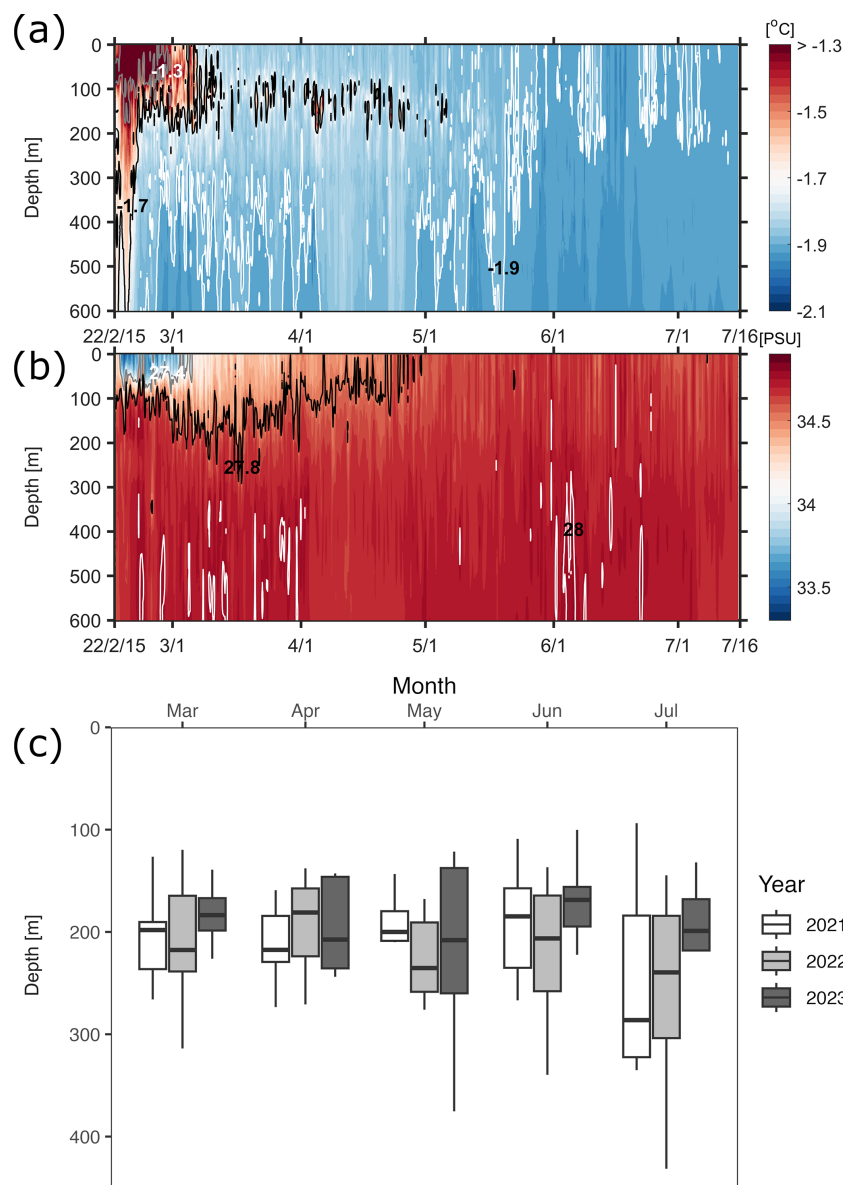 (a)
[°C]
0
100
200
300
400
500
600
Depth [m]
-1.3
-1.7
-1.9
22/2/15 3/1 4/1 5/1 6/1 7/1 7/16
> -1.3
-1.5
-1.7
-1.9
-2.1
(b)
[PSU]
0
100
200
300
400
500
600
Depth [m]
27.8
28
22/2/15 3/1 4/1 5/1 6/1 7/1 7/16
34.5
34
33.5
Month
Mar Apr May Jun Jul
(c)
0
100
200
300
400
Depth [m]
Year
2021
2022
2023